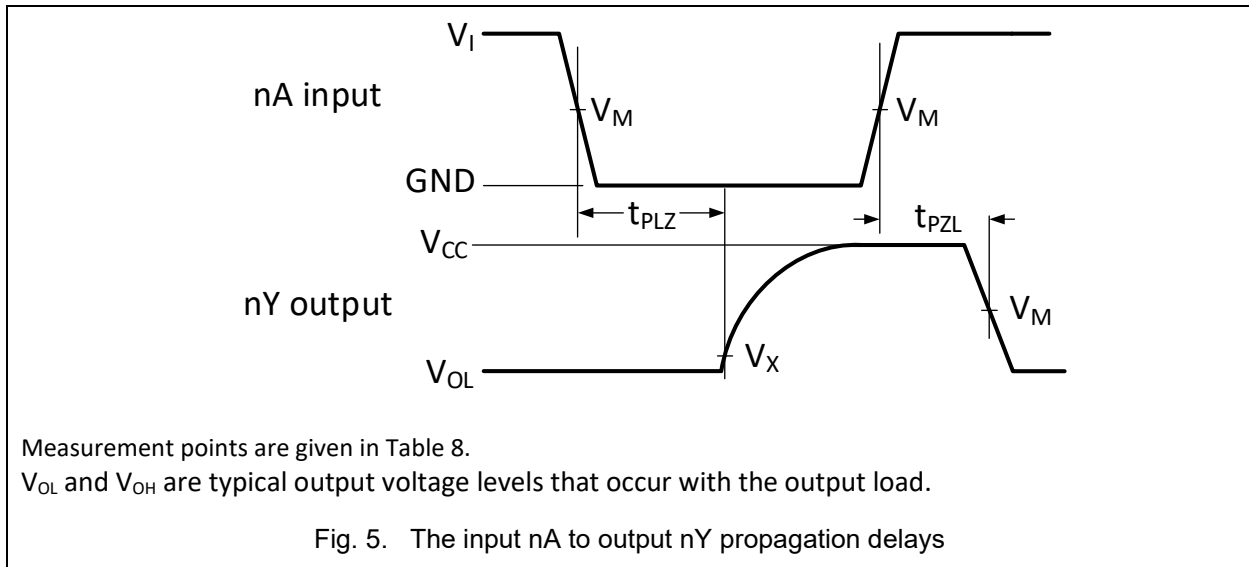 V_I
nA input
V_M
V_M
GND
t_PLZ
t_PZL
V_CC
nY output
V_M
V_X
V_OL
Measurement points are given in Table 8.
V_OL and V_OH are typical output voltage levels that occur with the output load.
Fig. 5. The input nA to output nY propagation delays